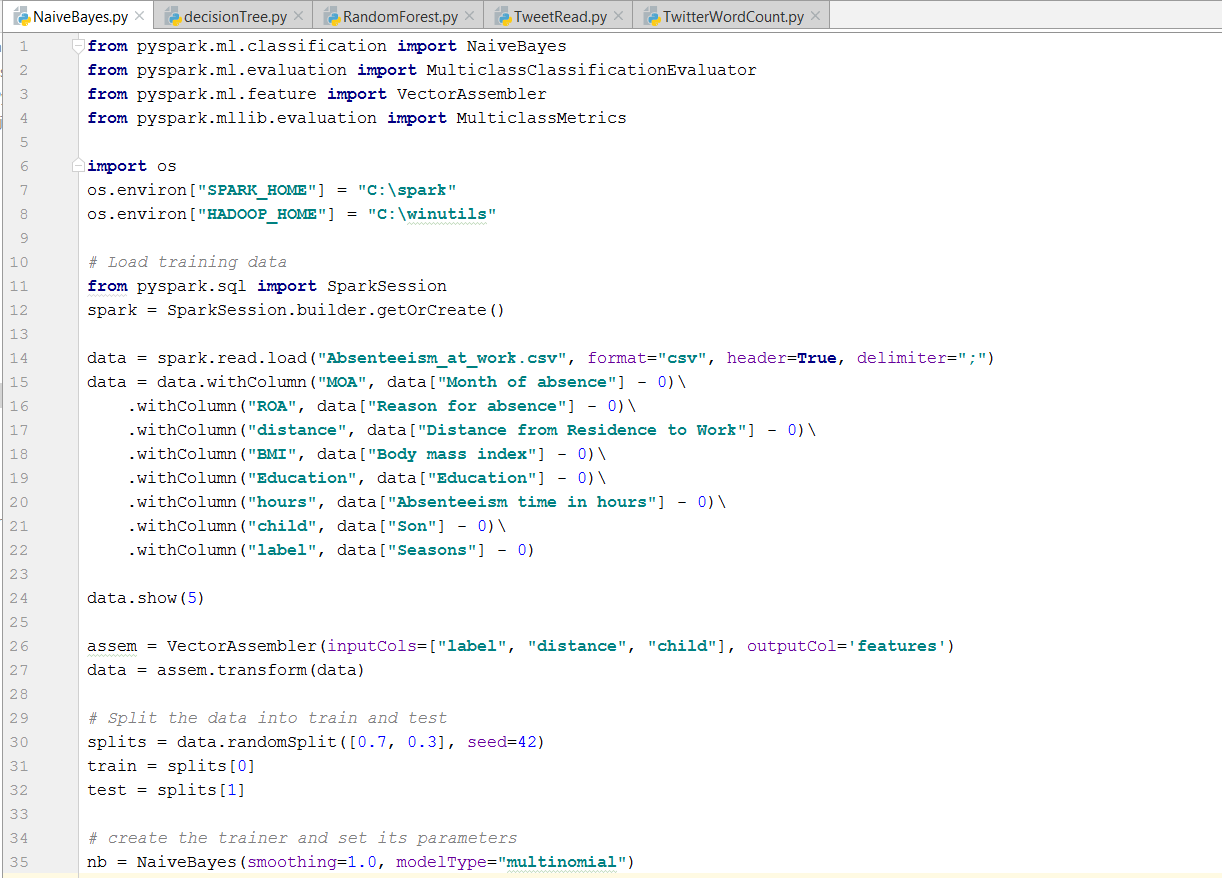 NaiveBayes.py decisionTree.py RandomForest.py TweetRead.py TwitterWordCount.py
1 from pyspark.ml.classification import NaiveBayes
2 from pyspark.ml.evaluation import MulticlassClassificationEvaluator
3 from pyspark.ml.feature import VectorAssembler
4 from pyspark.mllib.evaluation import MulticlassMetrics
5
6 import os
7 os.environ["SPARK_HOME"] = "C:\spark"
8 os.environ["HADOOP_HOME"] = "C:\winutils"
9
10 # Load training data
11 from pyspark.sql import SparkSession
12 spark = SparkSession.builder.getOrCreate()
13
14 data = spark.read.load("Absenteeism_at_work.csv", format="csv", header=True, delimiter=";")
15 data = data.withColumn("MOA", data["Month of absence"] - 0)\
16     .withColumn("ROA", data["Reason for absence"] - 0)\
17     .withColumn("distance", data["Distance from Residence to Work"] - 0)\
18     .withColumn("BMI", data["Body mass index"] - 0)\
19     .withColumn("Education", data["Education"] - 0)\
20     .withColumn("hours", data["Absenteeism time in hours"] - 0)\
21     .withColumn("child", data["Son"] - 0)\
22     .withColumn("label", data["Seasons"] - 0)
23
24 data.show(5)
25
26 assem = VectorAssembler(inputCols=["label", "distance", "child"], outputCol='features')
27 data = assem.transform(data)
28
29 # Split the data into train and test
30 splits = data.randomSplit([0.7, 0.3], seed=42)
31 train = splits[0]
32 test = splits[1]
33
34 # create the trainer and set its parameters
35 nb = NaiveBayes(smoothing=1.0, modelType="multinomial")